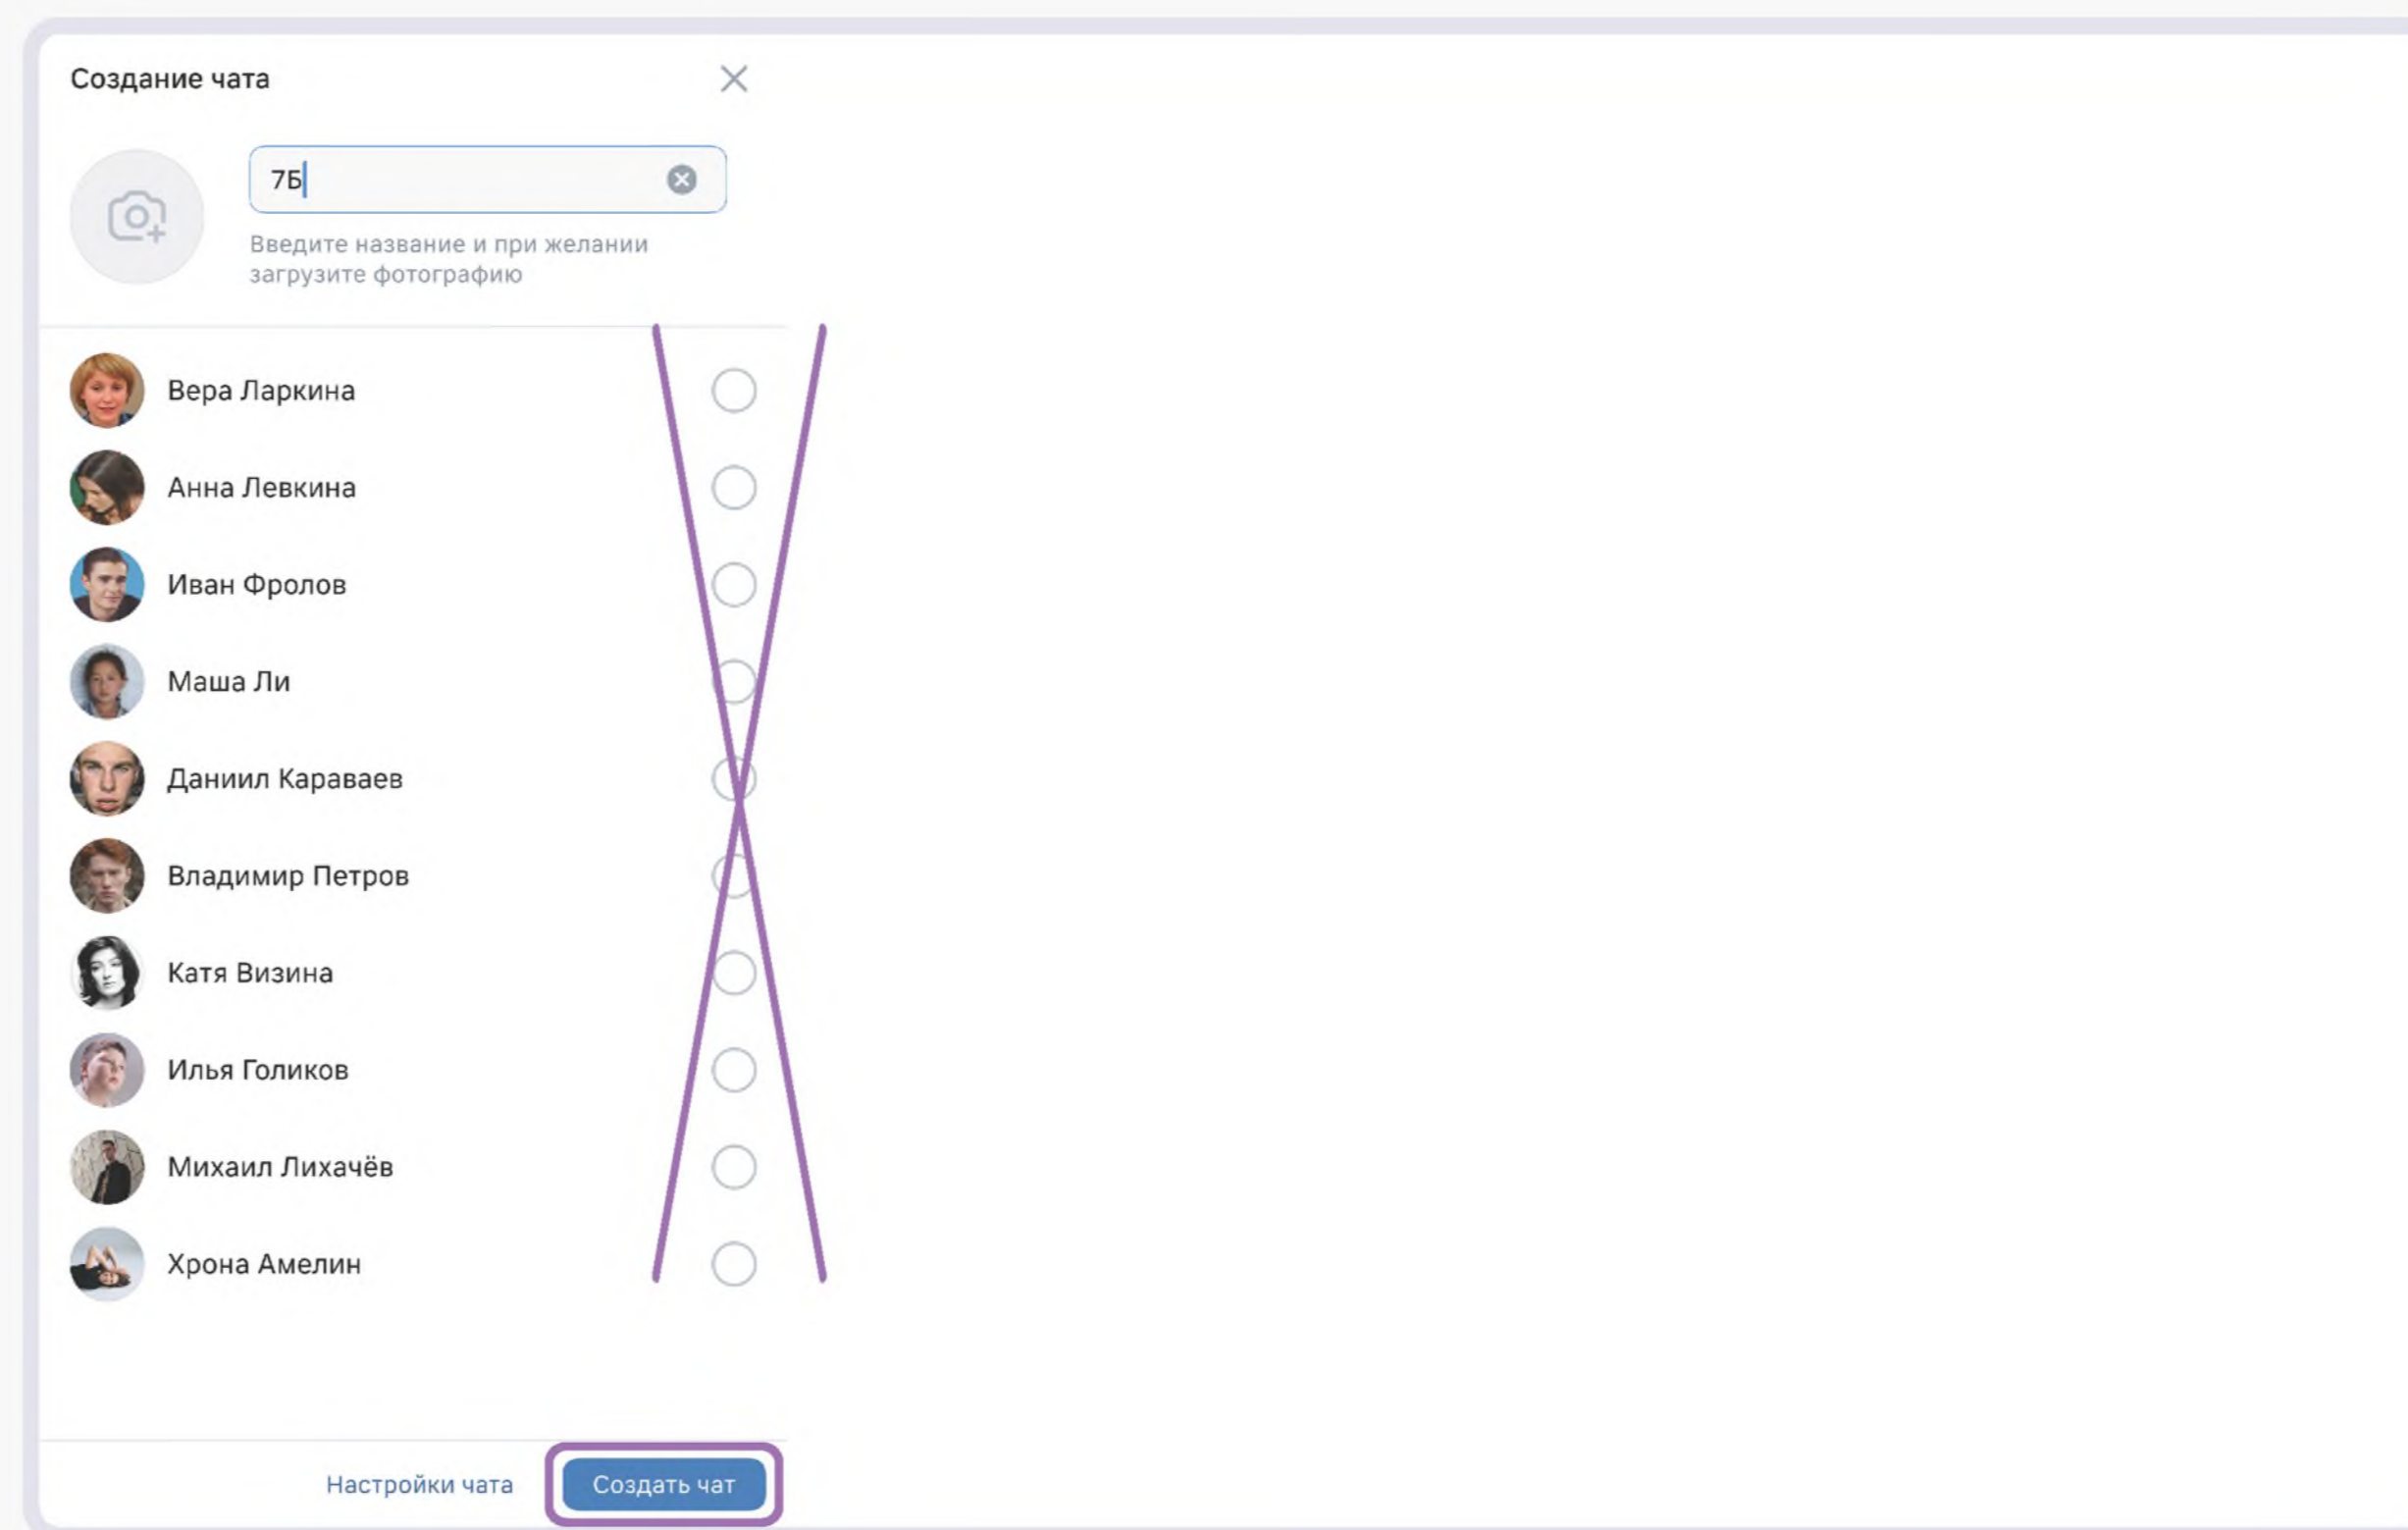 Создание чата
7Б
Введите название и при желании
загрузите фотографию
Вера Ларкина
Анна Левкина
Иван Фролов
Маша Ли
Даниил Караваев
Владимир Петров
Катя Визина
Илья Голиков
Михаил Лихачёв
Хрона Амелин
Настройки чата
Создать чат